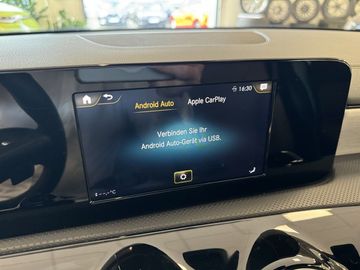 16:30
Android Auto Apple CarPlay
Verbinden Sie Ihr
Android Auto-Gerät via USB.